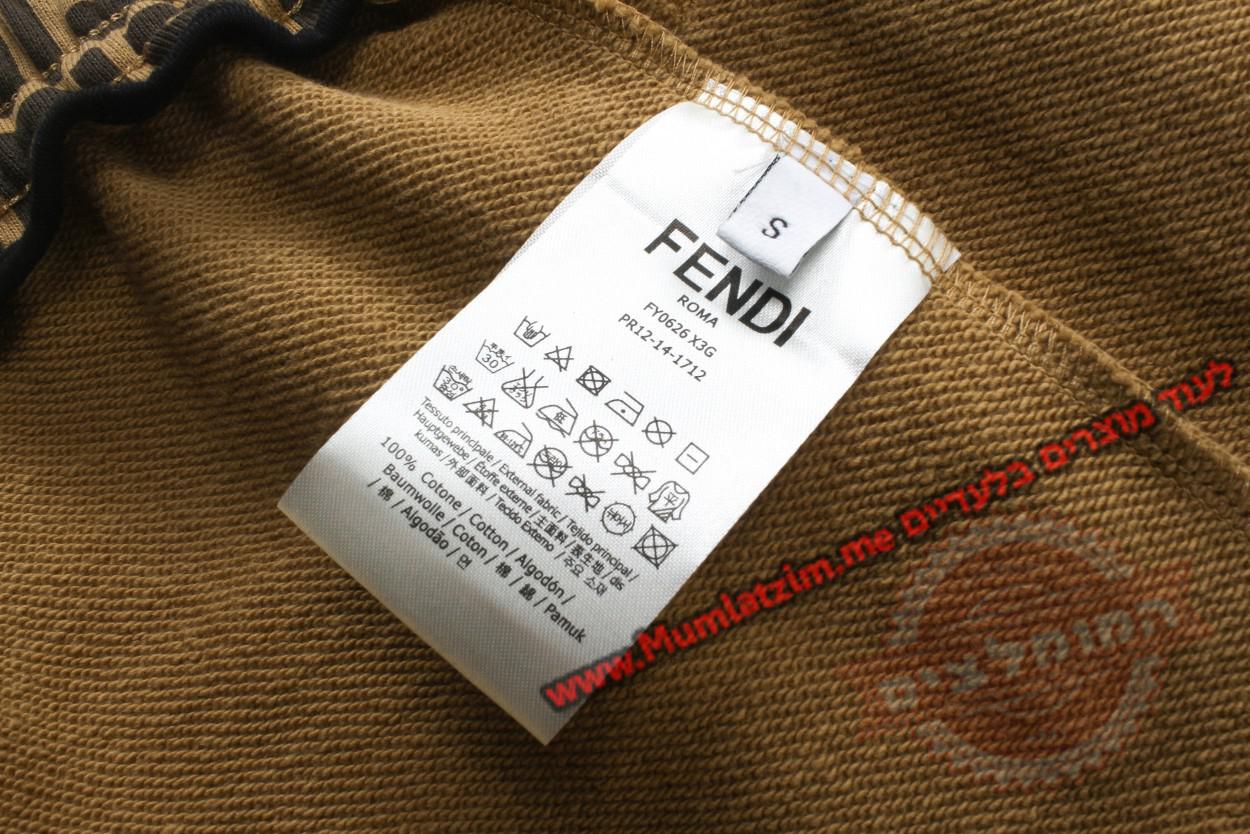 S
FENDI
ROMA
FY0626 X3G
PR12-14-1712
Tessuto principale / External fabric / Tejido principal /
Hauptgewebe / Étoffe externe / 主面料 / 表生地 / dis
kumas / 外部面料 / Tecido Externo / 주요 소재
100% Cotone / Cotton / Algodón /
Baumwolle / Coton / 棉 / 綿 / Pamuk
/ 棉 / Algodão / 면
לעוד מוצרים בלעדיים www.Mumlatzim.me
המומלצים